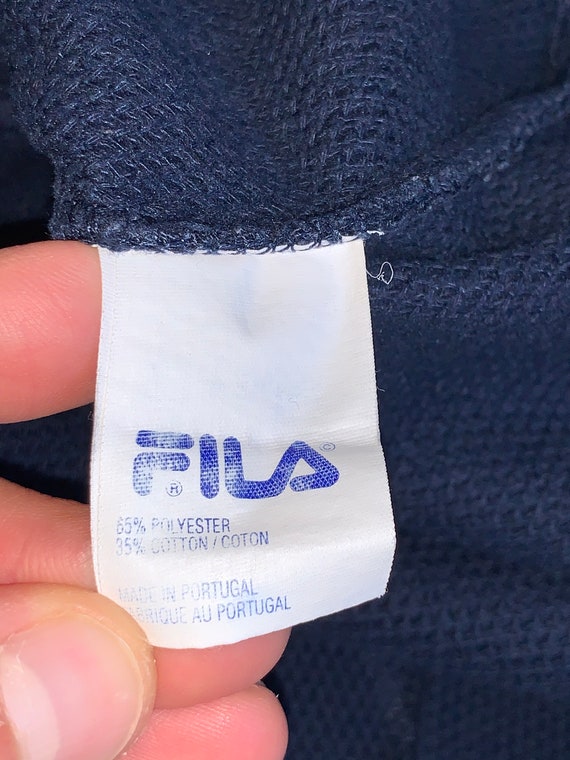 FILA ®©
65% POLYESTER
35% COTTON / COTON
MADE IN PORTUGAL
FABRIQUE AU PORTUGAL